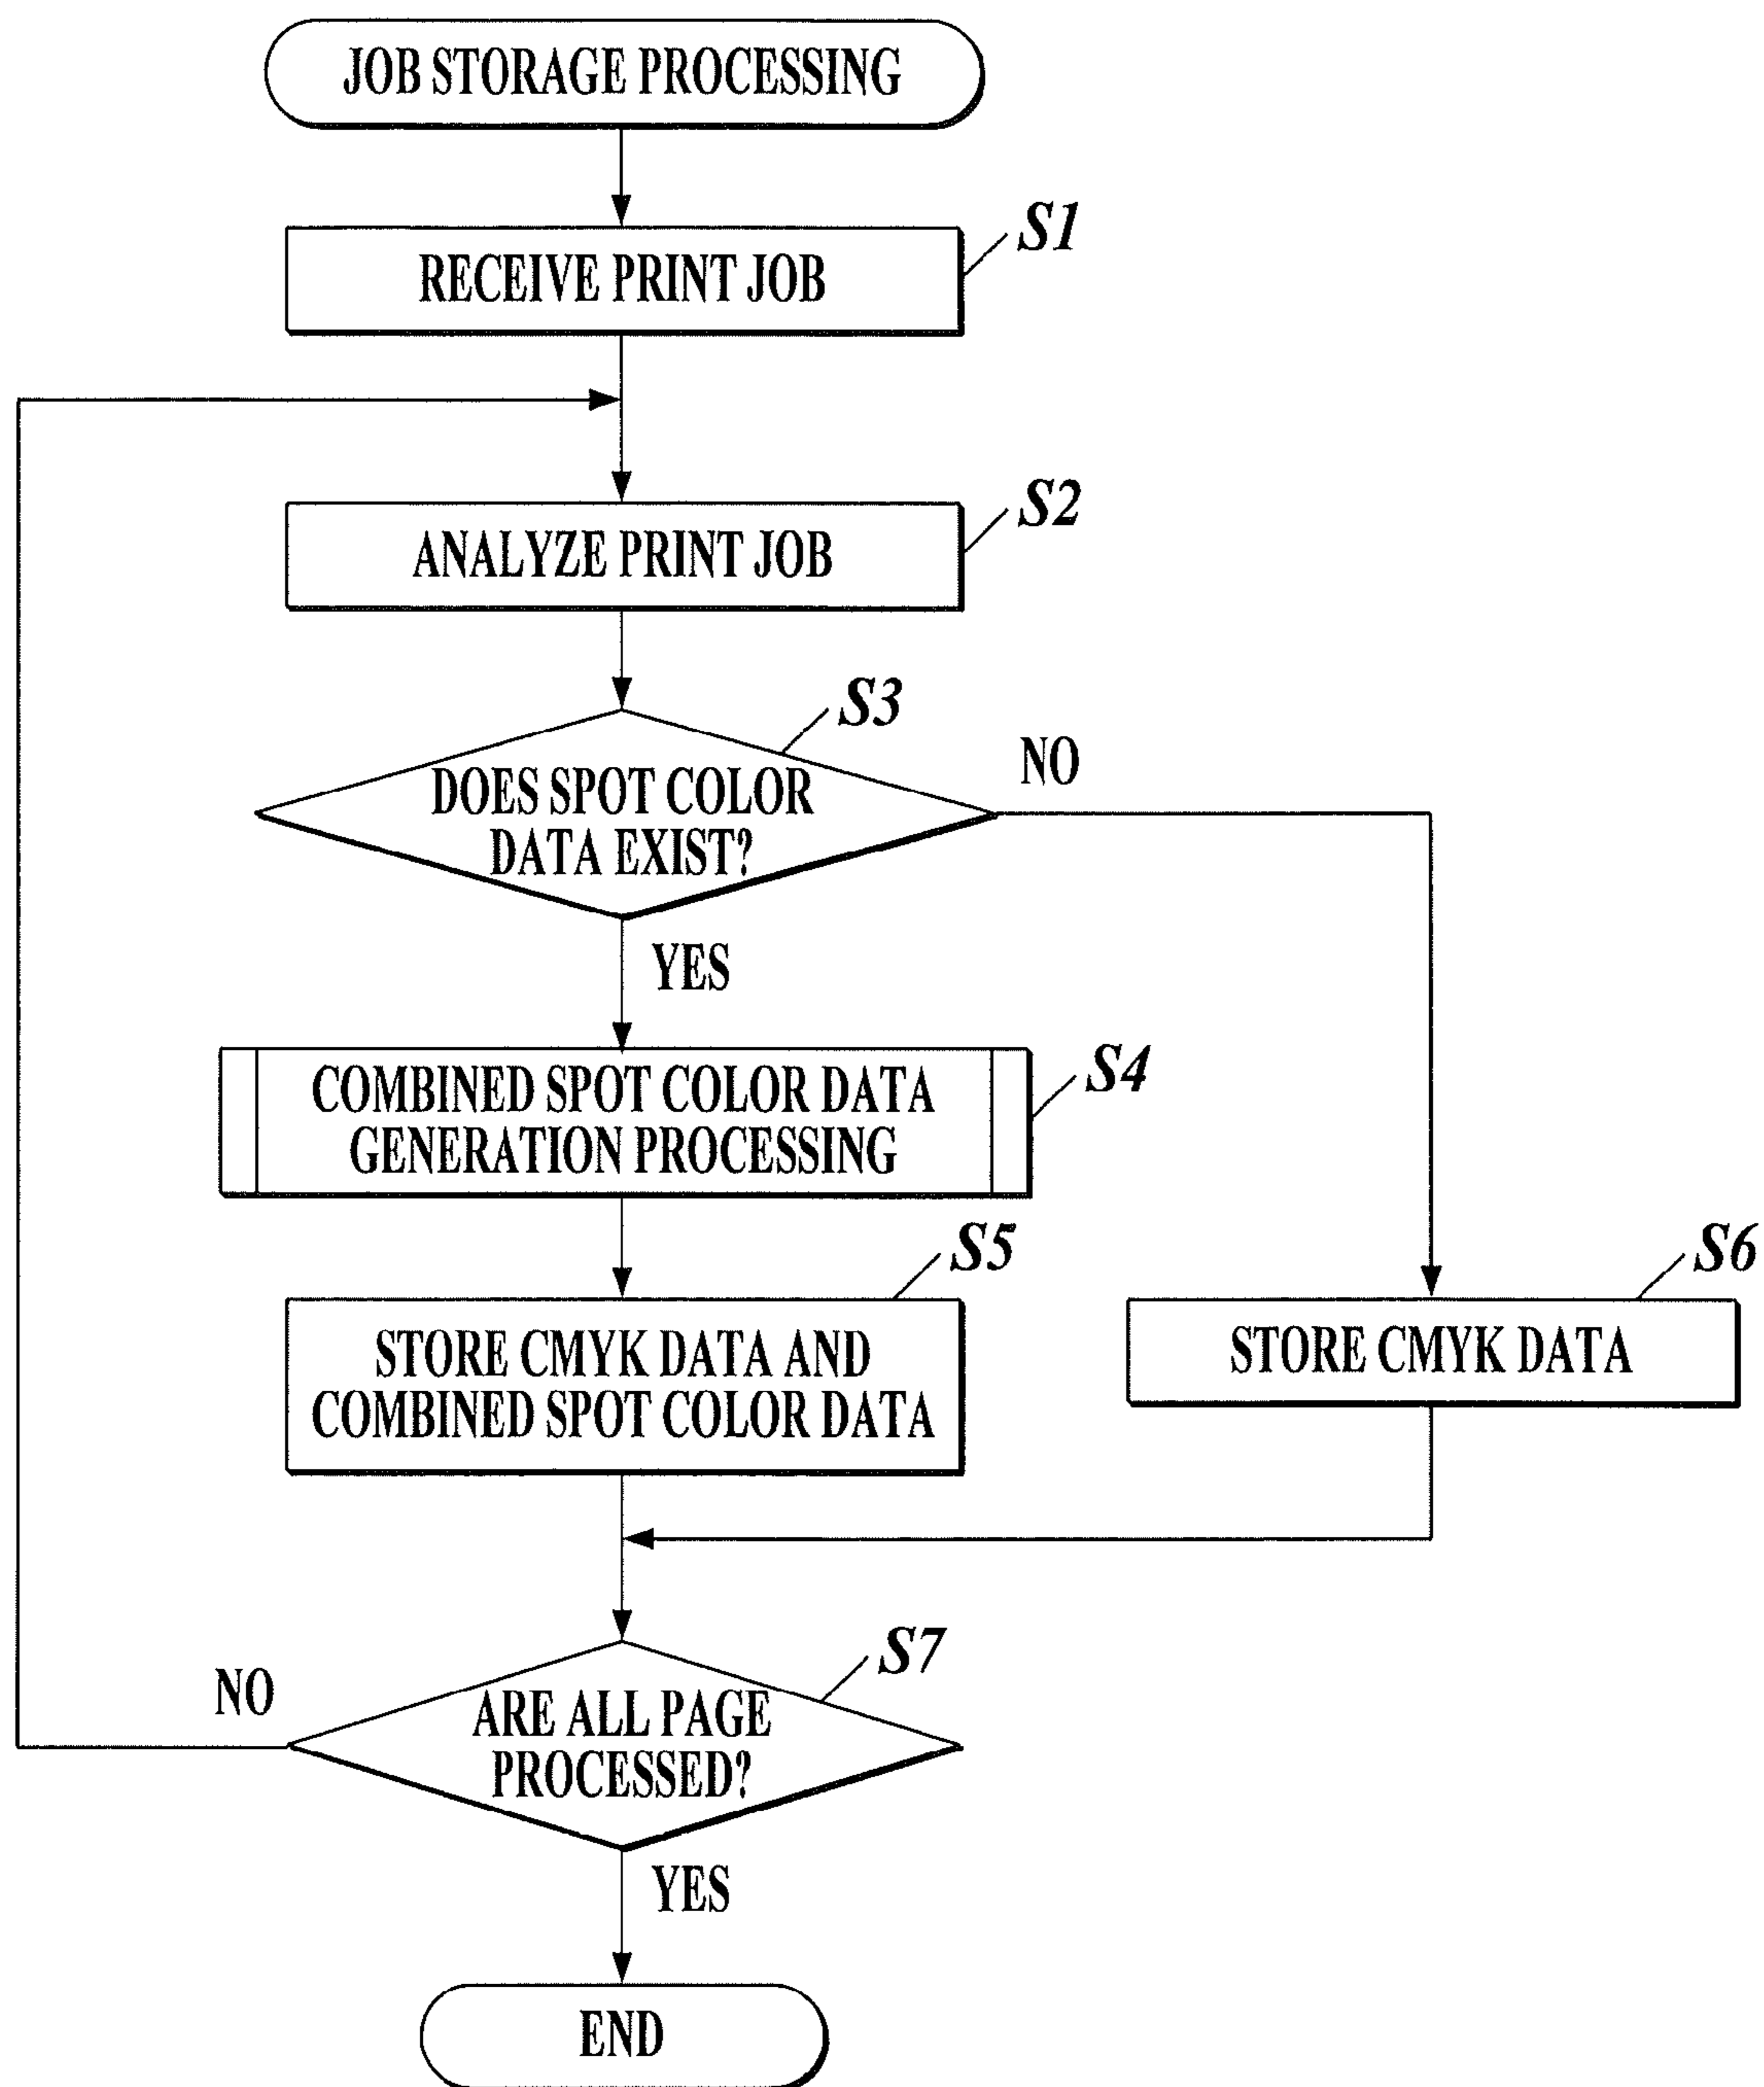 JOB STORAGE PROCESSING
S1
RECEIVE PRINT JOB
S2
ANALYZE PRINT JOB
S3
DOES SPOT COLOR
DATA EXIST?
NO
YES
S4
COMBINED SPOT COLOR DATA
GENERATION PROCESSING
S5
STORE CMYK DATA AND
COMBINED SPOT COLOR DATA
S6
STORE CMYK DATA
S7
ARE ALL PAGE
PROCESSED?
NO
YES
END